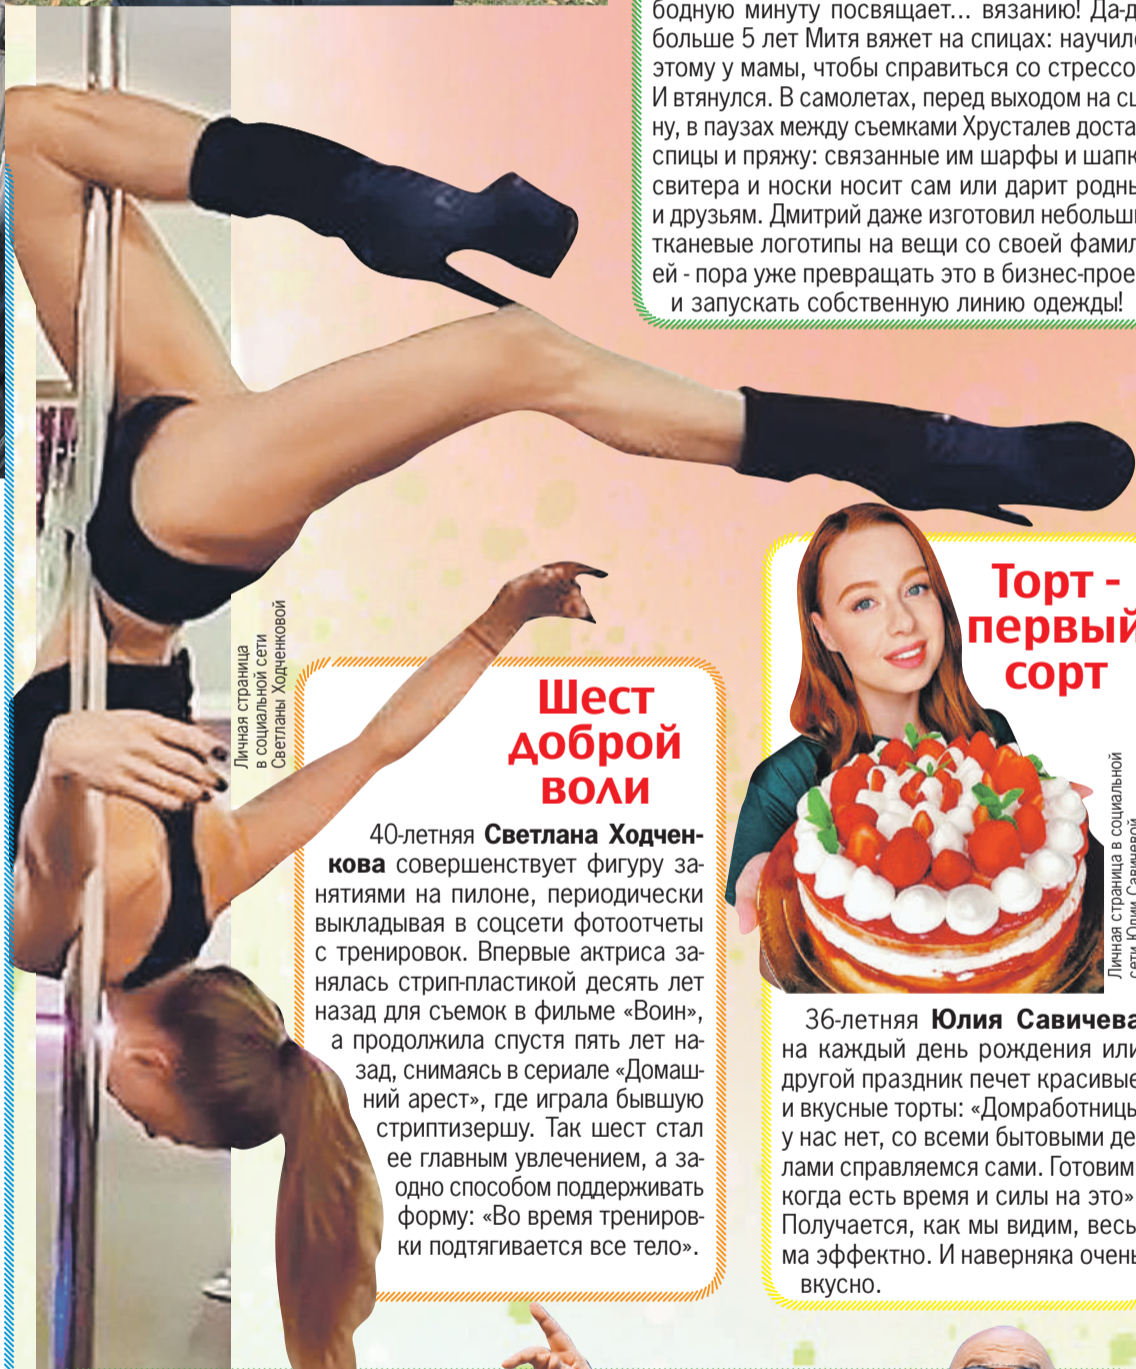 бодную минуту посвящает... вязанию! Да-д
больше 5 лет Митя вяжет на спицах: научил
этому у мамы, чтобы справиться со стрессо
И втянулся. В самолетах, перед выходом на сц
ну, в паузах между съемками Хрусталев доста
спицы и пряжу: связанные им шарфы и шапк
свитера и носки носит сам или дарит родны
и друзьям. Дмитрий даже изготовил небольши
тканевые логотипы на вещи со своей фамил
ей - пора уже превращать это в бизнес-прое
и запускать собственную линию одежды!
Личная страница
в социальной сети
Светланы Ходченковой
Шест
доброй
воли
40-летняя Светлана Ходчен-
кова совершенствует фигуру за-
нятиями на пилоне, периодически
выкладывая в соцсети фотоотчеты
с тренировок. Впервые актриса за-
нялась стрип-пластикой десять лет
назад для съемок в фильме «Воин»,
а продолжила спустя пять лет на-
зад, снимаясь в сериале «Домаш-
ний арест», где играла бывшую
стриптизершу. Так шест стал
ее главным увлечением, а за-
одно способом поддерживать
форму: «Во время трениров-
ки подтягивается все тело».
Торт -
первый
сорт
Личная страница в социальной
сети Юлии Савичевой
36-летняя Юлия Савичева
на каждый день рождения или
другой праздник печет красивые
и вкусные торты: «Домработницы
у нас нет, со всеми бытовыми де
лами справляемся сами. Готовим
когда есть время и силы на это»
Получается, как мы видим, весь
ма эффектно. И наверняка очень
вкусно.